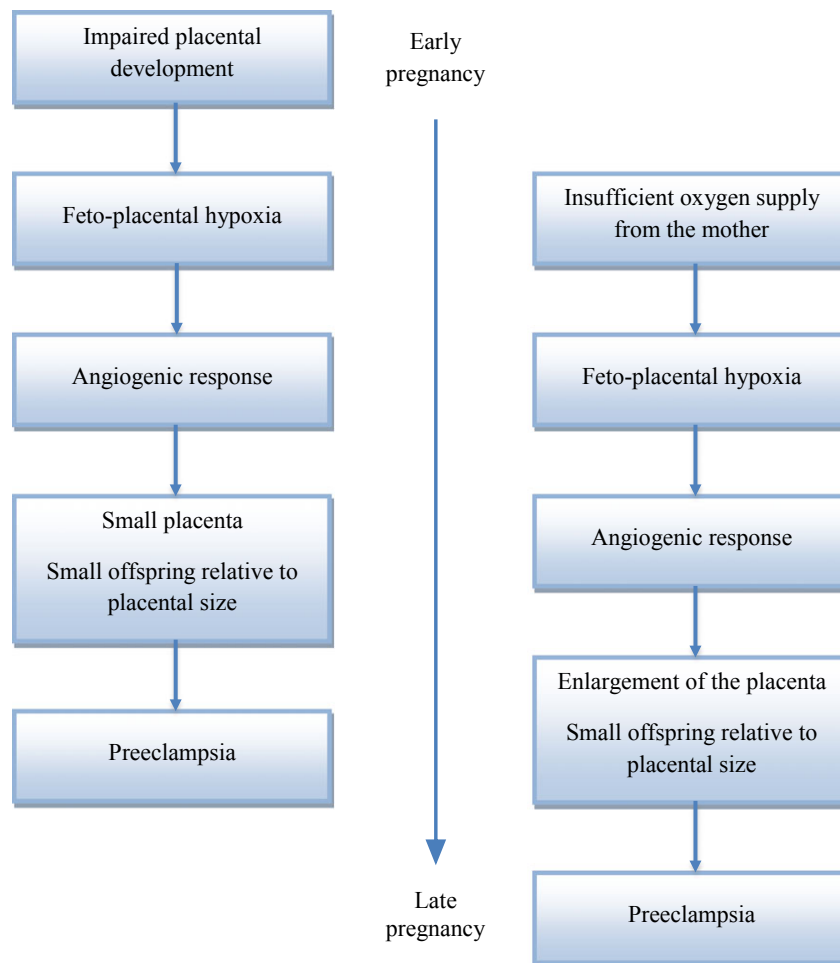 Impaired placental
development
Feto-placental hypoxia
Angiogenic response
Small placenta
Small offspring relative to
placental size
Preeclampsia
Early
pregnancy
Late
pregnancy
Insufficient oxygen supply
from the mother
Feto-placental hypoxia
Angiogenic response
Enlargement of the placenta
Small offspring relative to
placental size
Preeclampsia